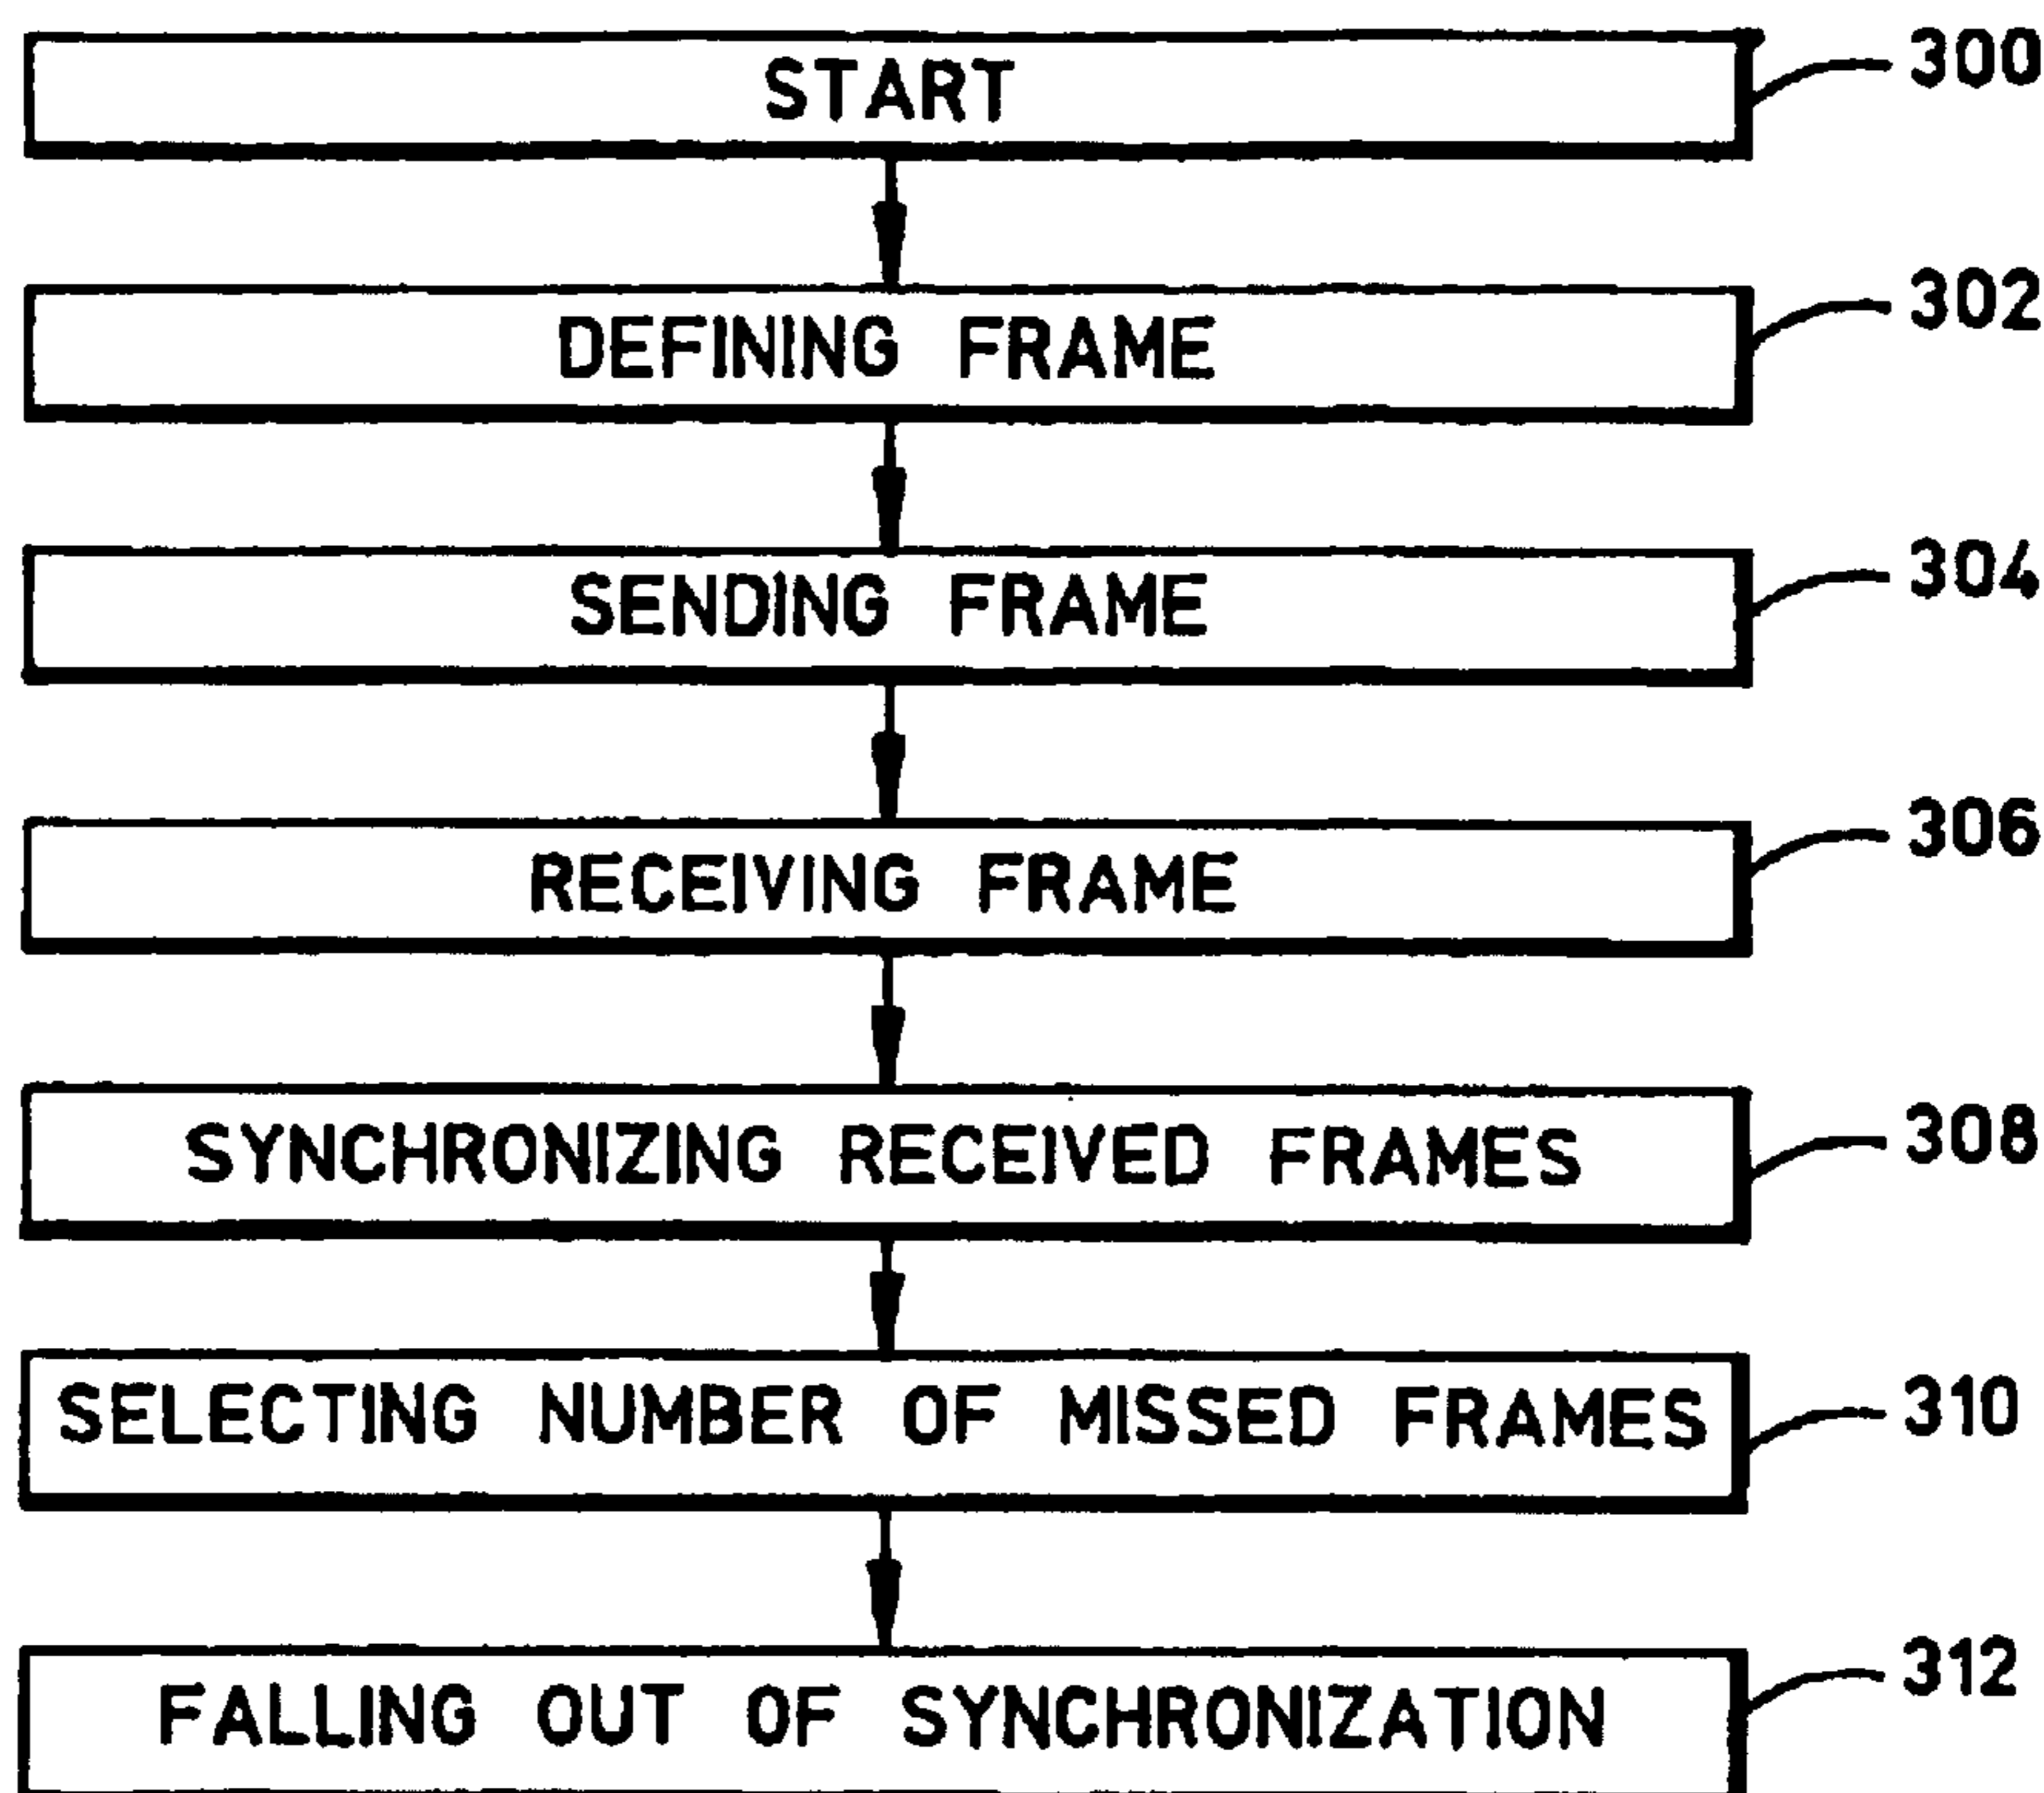 START 300
DEFINING FRAME 302
SENDING FRAME 304
RECEIVING FRAME 306
SYNCHRONIZING RECEIVED FRAMES 308
SELECTING NUMBER OF MISSED FRAMES 310
FALLING OUT OF SYNCHRONIZATION 312